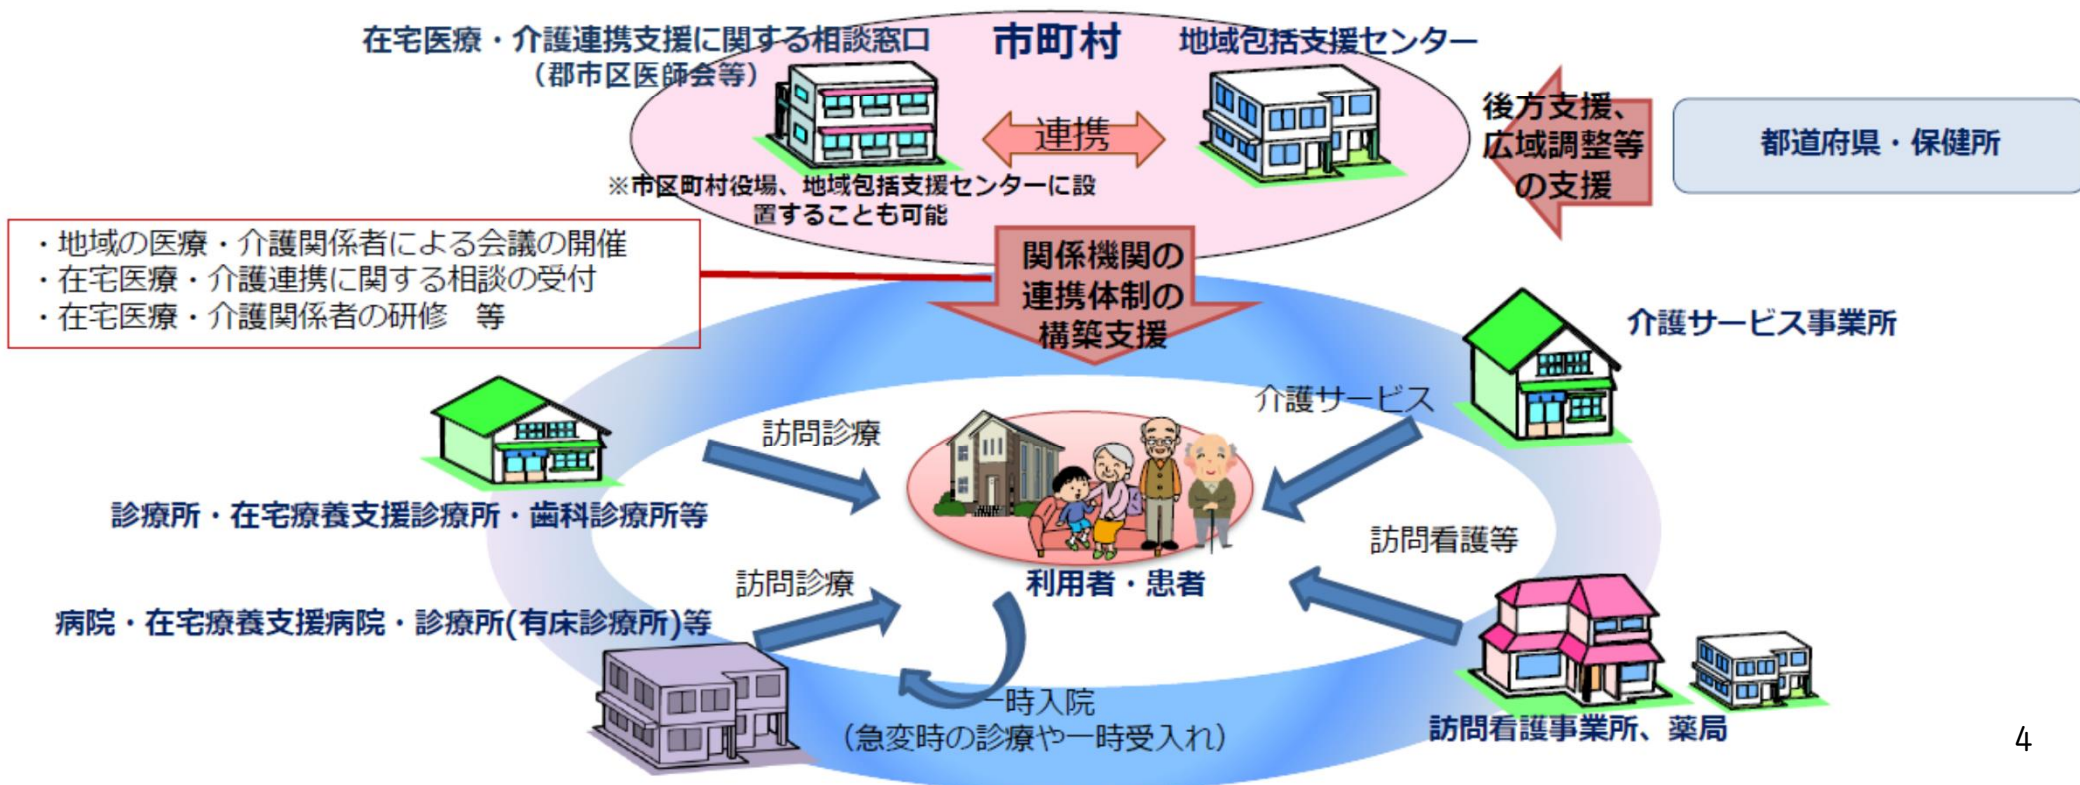 在宅医療・介護連携支援に関する相談窓口
（郡市区医師会等）
市町村
地域包括支援センター
連携
※市区町村役場、地域包括支援センターに設
置することも可能
後方支援、
広域調整等
の支援
都道府県・保健所
・地域の医療・介護関係者による会議の開催
・在宅医療・介護連携に関する相談の受付
・在宅医療・介護関係者の研修　等
関係機関の
連携体制の
構築支援
介護サービス事業所
介護サービス
訪問診療
診療所・在宅療養支援診療所・歯科診療所等
訪問看護等
利用者・患者
訪問診療
病院・在宅療養支援病院・診療所(有床診療所)等
一時入院
（急変時の診療や一時受入れ）
訪問看護事業所、薬局
4